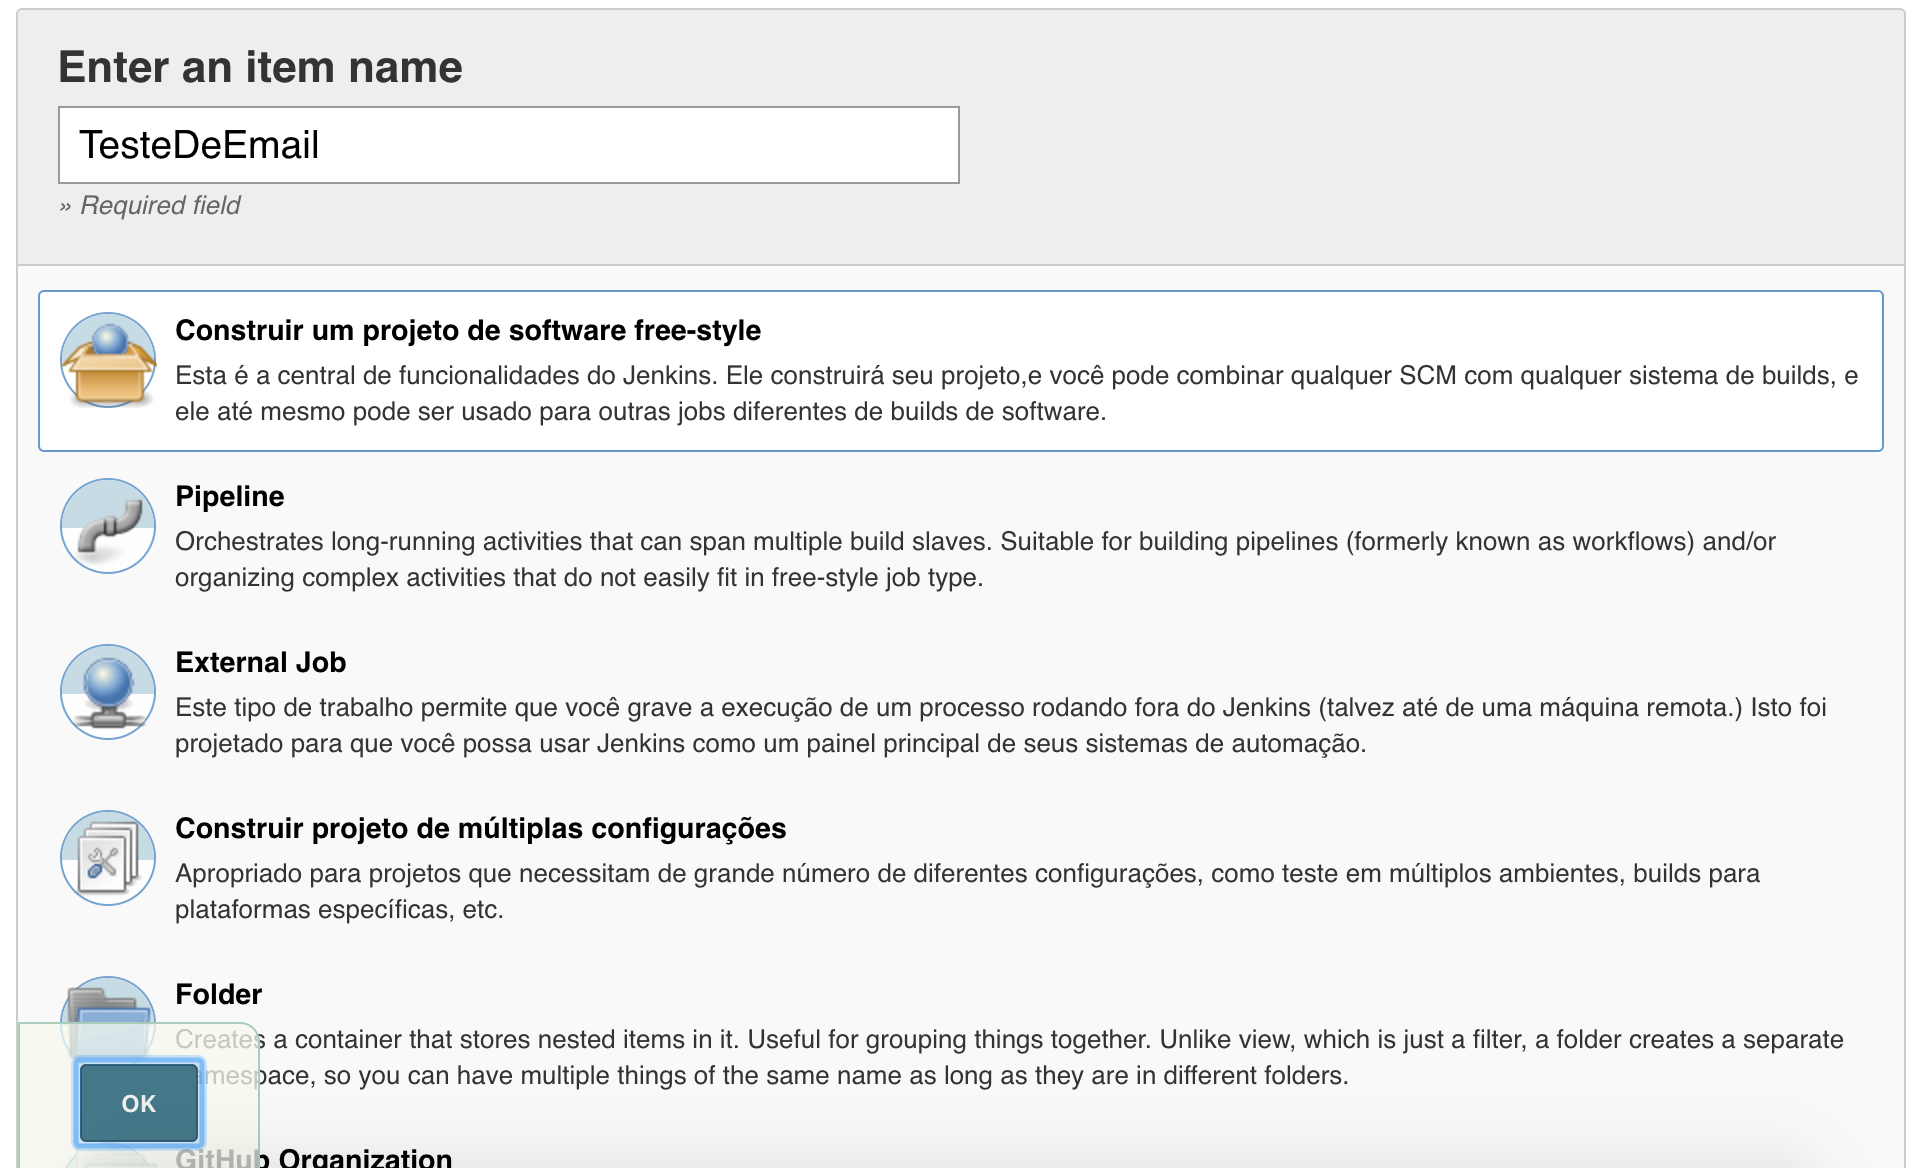 Enter an item name
TesteDeEmail
» Required field
Construir um projeto de software free-style
Esta é a central de funcionalidades do Jenkins. Ele construirá seu projeto,e você pode combinar qualquer SCM com qualquer sistema de builds, e
ele até mesmo pode ser usado para outras jobs diferentes de builds de software.
Pipeline
Orchestrates long-running activities that can span multiple build slaves. Suitable for building pipelines (formerly known as workflows) and/or
organizing complex activities that do not easily fit in free-style job type.
External Job
Este tipo de trabalho permite que você grave a execução de um processo rodando fora do Jenkins (talvez até de uma máquina remota.) Isto foi
projetado para que você possa usar Jenkins como um painel principal de seus sistemas de automação.
Construir projeto de múltiplas configurações
Apropriado para projetos que necessitam de grande número de diferentes configurações, como teste em múltiplos ambientes, builds para
plataformas específicas, etc.
Folder
Creates a container that stores nested items in it. Useful for grouping things together. Unlike view, which is just a filter, a folder creates a separate
namespace, so you can have multiple things of the same name as long as they are in different folders.
OK
GitHub Organization